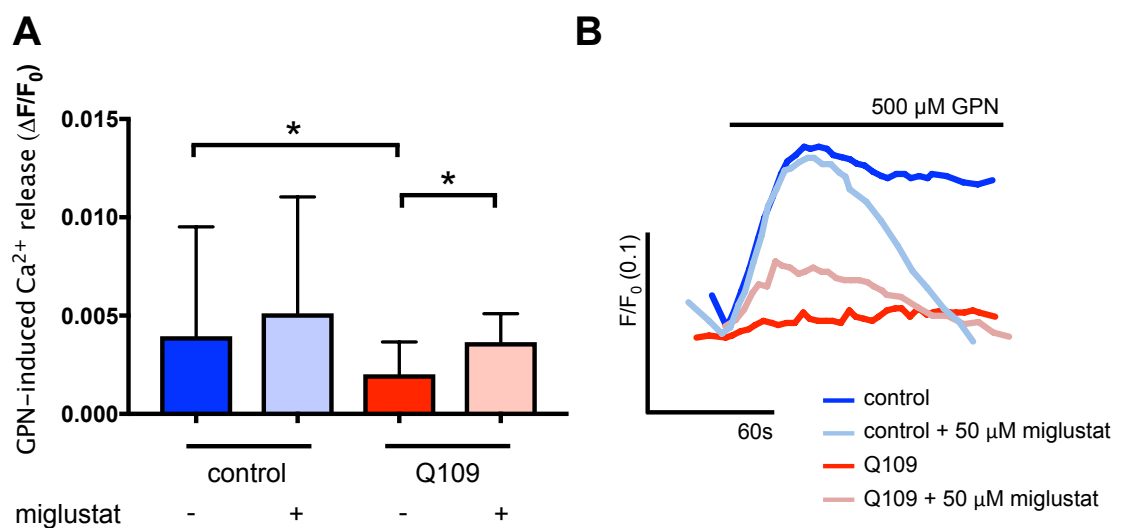 A
GPN–induced Ca²⁺ release (ΔF/F₀)
0.015
0.010
0.005
0.000
*
*
control
Q109
miglustat - + - +
B
500 µM GPN
F/F₀ (0.1)
60s
control
control + 50 µM miglustat
Q109
Q109 + 50 µM miglustat